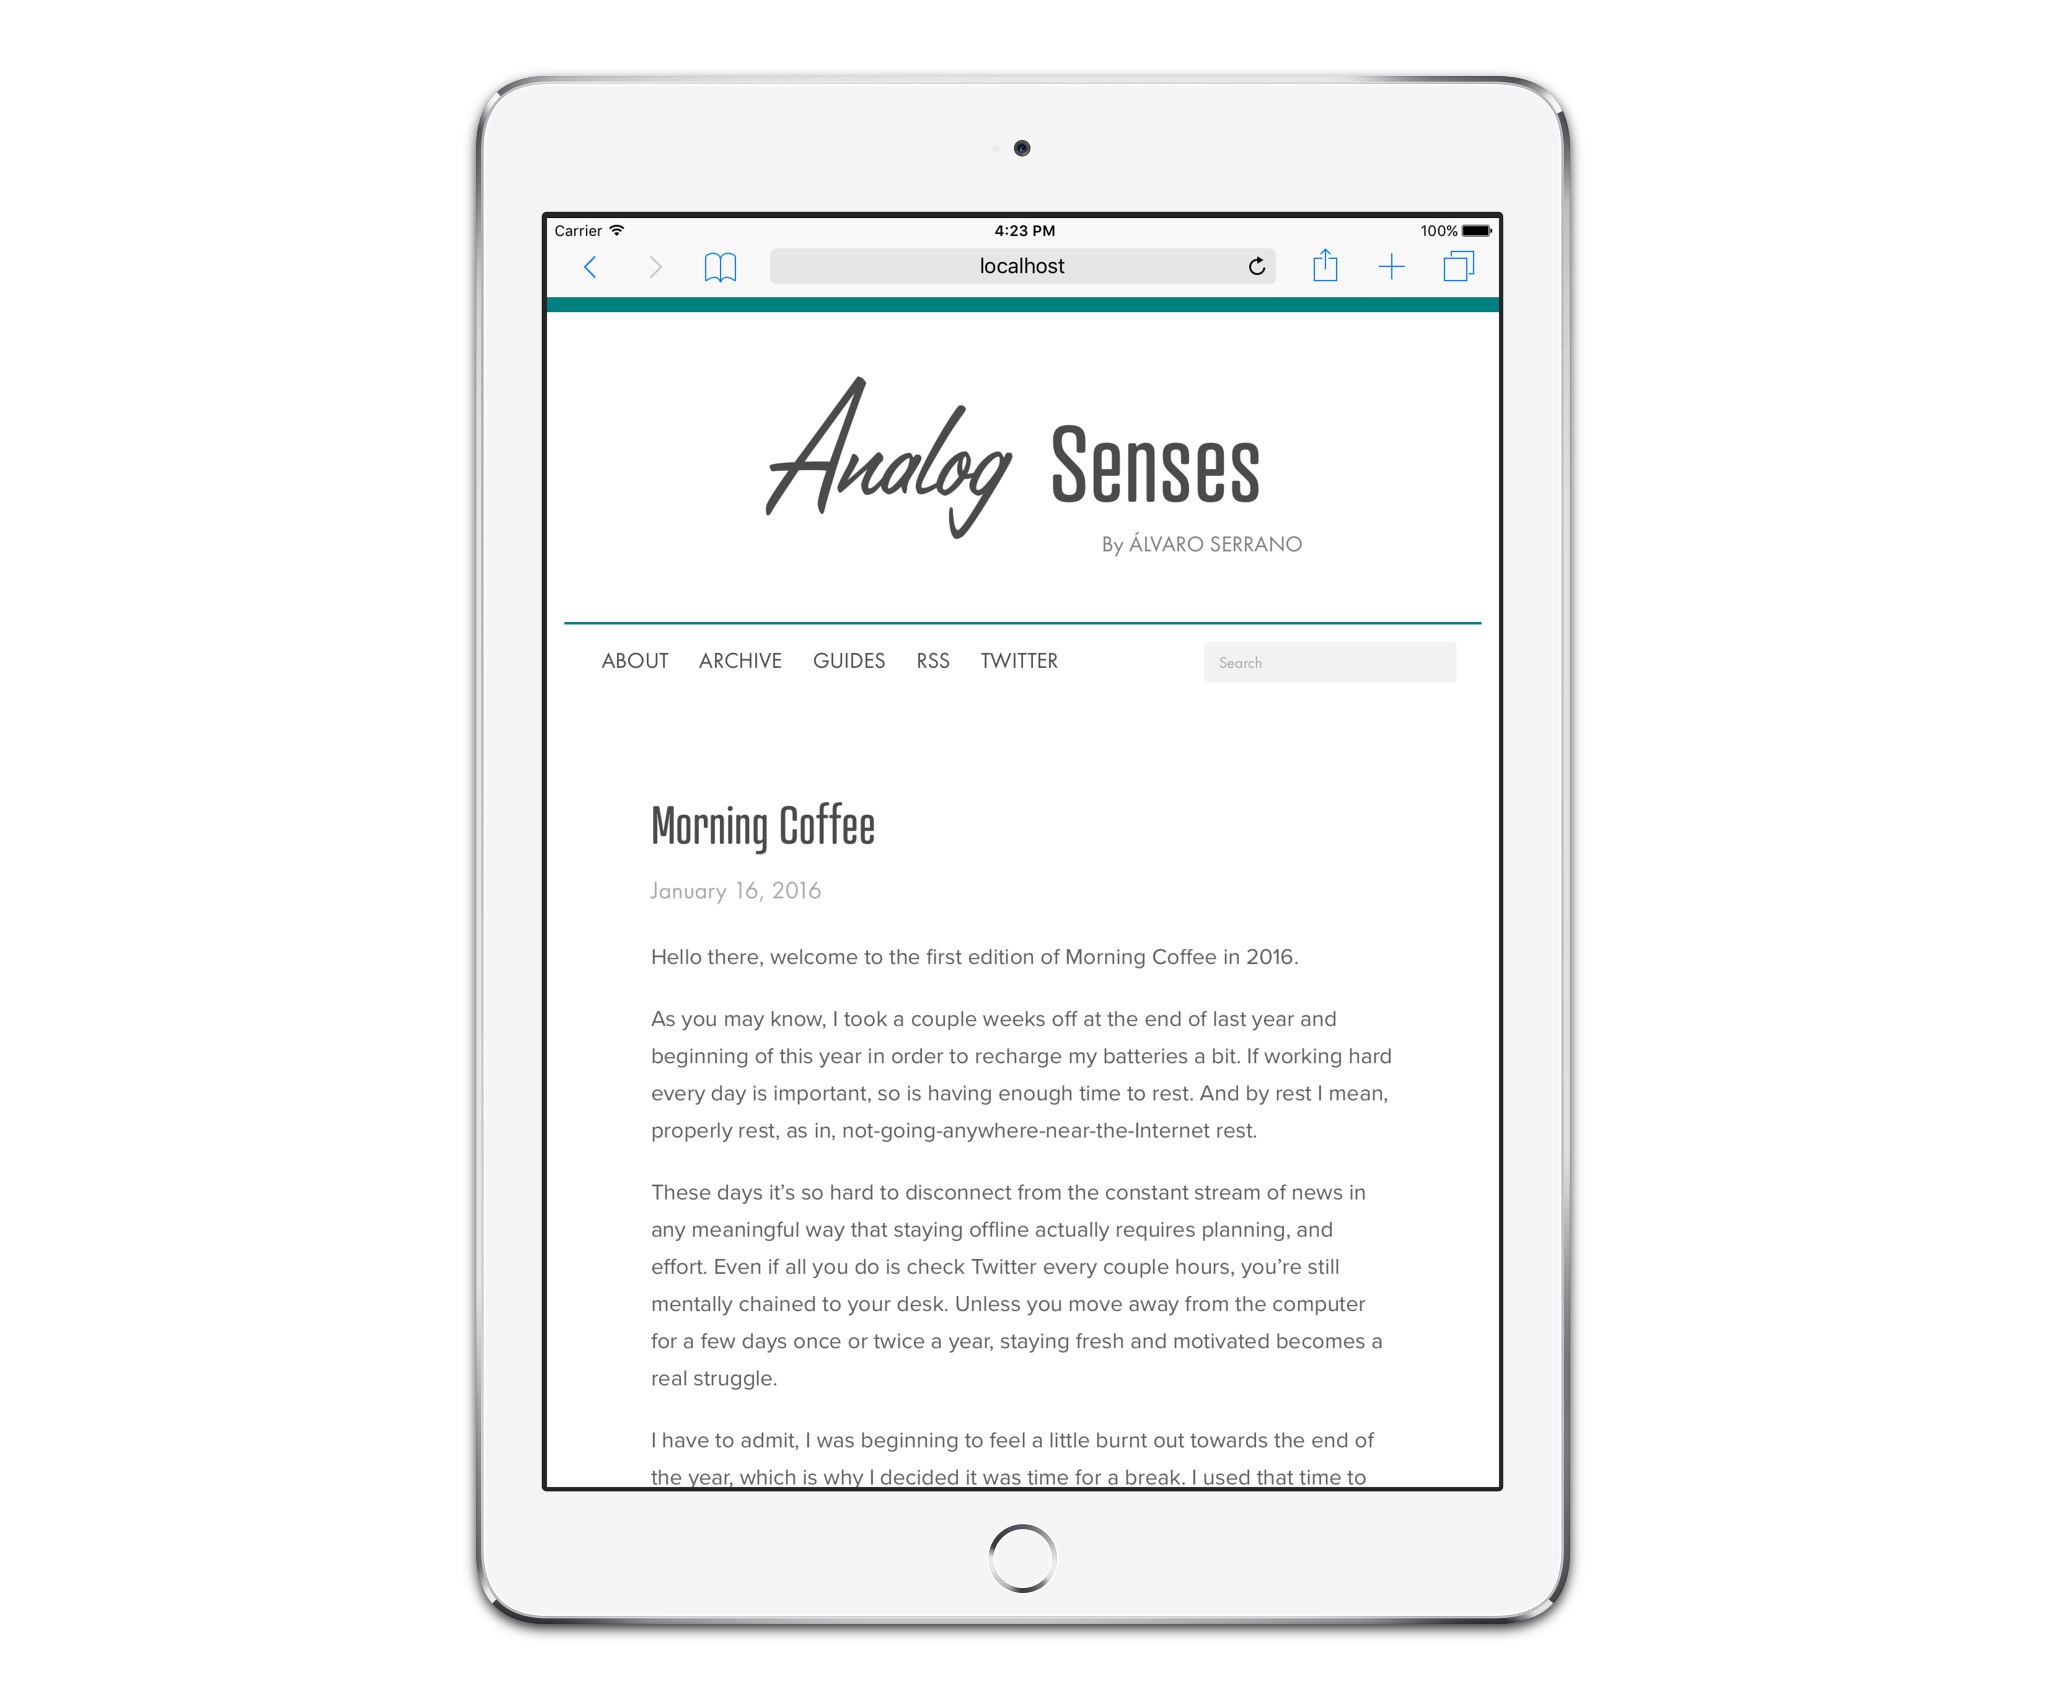 Carrier 4:23 PM 100%
localhost
Analog Senses
By ÁLVARO SERRANO
ABOUT ARCHIVE GUIDES RSS TWITTER Search
Morning Coffee
January 16, 2016
Hello there, welcome to the first edition of Morning Coffee in 2016.
As you may know, I took a couple weeks off at the end of last year and
beginning of this year in order to recharge my batteries a bit. If working hard
every day is important, so is having enough time to rest. And by rest I mean,
properly rest, as in, not-going-anywhere-near-the-Internet rest.
These days it’s so hard to disconnect from the constant stream of news in
any meaningful way that staying offline actually requires planning, and
effort. Even if all you do is check Twitter every couple hours, you’re still
mentally chained to your desk. Unless you move away from the computer
for a few days once or twice a year, staying fresh and motivated becomes a
real struggle.
I have to admit, I was beginning to feel a little burnt out towards the end of
the year, which is why I decided it was time for a break. I used that time to